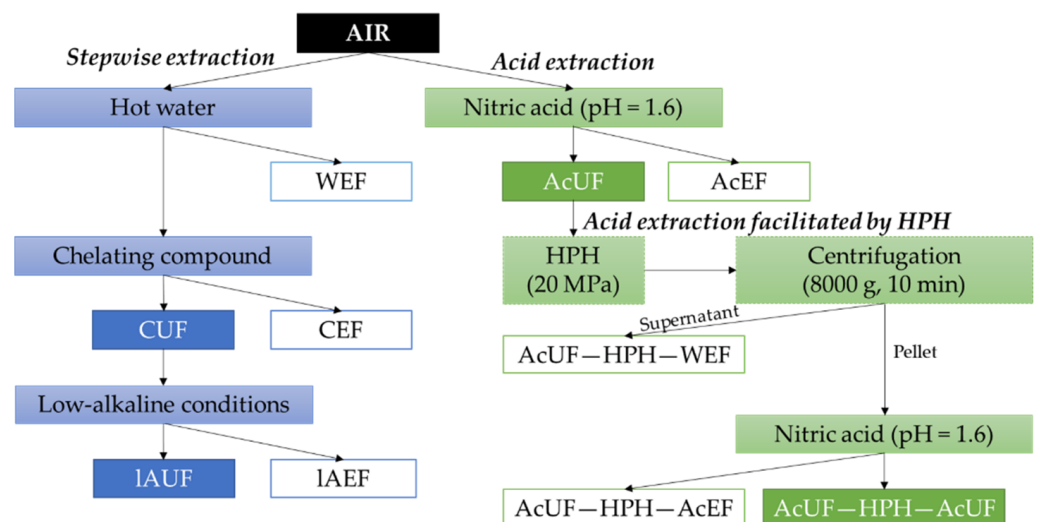 AIR
Stepwise extraction
Acid extraction
Hot water
Nitric acid (pH = 1.6)
WEF
AcUF
AcEF
Acid extraction facilitated by HPH
Chelating compound
HPH
(20 MPa)
Centrifugation
(8000 g, 10 min)
CUF
CEF
Supernatant
AcUF—HPH—WEF
Pellet
Low-alkaline conditions
Nitric acid (pH = 1.6)
lAUF
lAEF
AcUF—HPH—AcEF
AcUF—HPH—AcUF